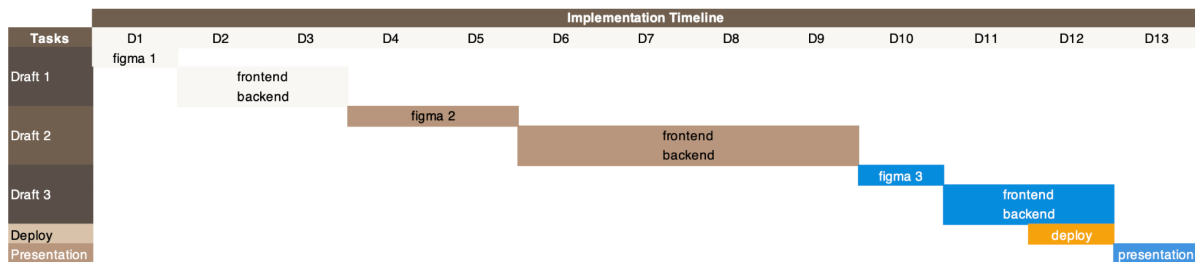 Implementation Timeline
Tasks D1 D2 D3 D4 D5 D6 D7 D8 D9 D10 D11 D12 D13
Draft 1 figma 1
frontend
backend
Draft 2 figma 2
frontend
backend
Draft 3 figma 3
frontend
backend
Deploy deploy
Presentation presentation